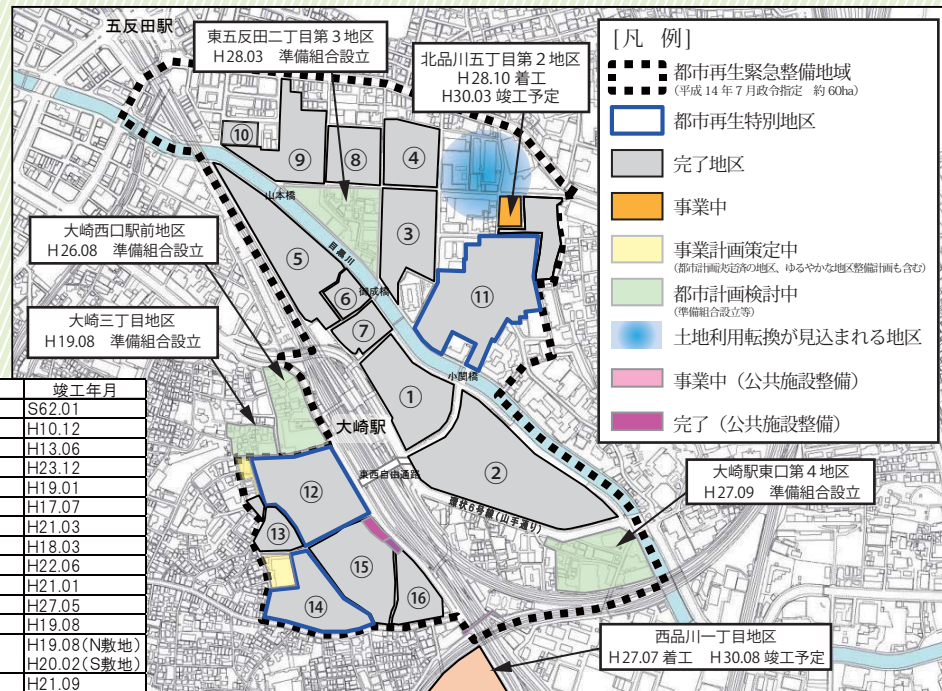 五反田駅
東五反田二丁目第3地区
H28.03 準備組合設立
北品川五丁目第2地区
H28.10 着工
H30.03 竣工予定
[凡 例]
都市再生緊急整備地域
(平成14年7月政令指定 約60ha)
都市再生特別地区
完了地区
事業中
事業計画策定中
(都市計画決定済の地区、ゆるやかな地区整備計画も含む)
都市計画検討中
(準備組合設立等)
土地利用転換が見込まれる地区
事業中(公共施設整備)
完了(公共施設整備)
⑩
⑨
⑧
④
山本橋
目黒川
③
大崎西口駅前地区
H26.08 準備組合設立
⑤
御成橋
⑥
⑪
⑦
大崎三丁目地区
H19.08 準備組合設立
小関橋
①
大崎駅
東西自由通路
②
環状6号線(山手通り)
大崎駅東口第4地区
H27.09 準備組合設立
⑫
⑬
⑮
⑭
⑯
西品川一丁目地区
H27.07 着工 H30.08 竣工予定
竣工年月
S62.01
H10.12
H13.06
H23.12
H19.01
H17.07
H21.03
H18.03
H22.06
H21.01
H27.05
H19.08
H19.08(N敷地)
H20.02(S敷地)
H21.09